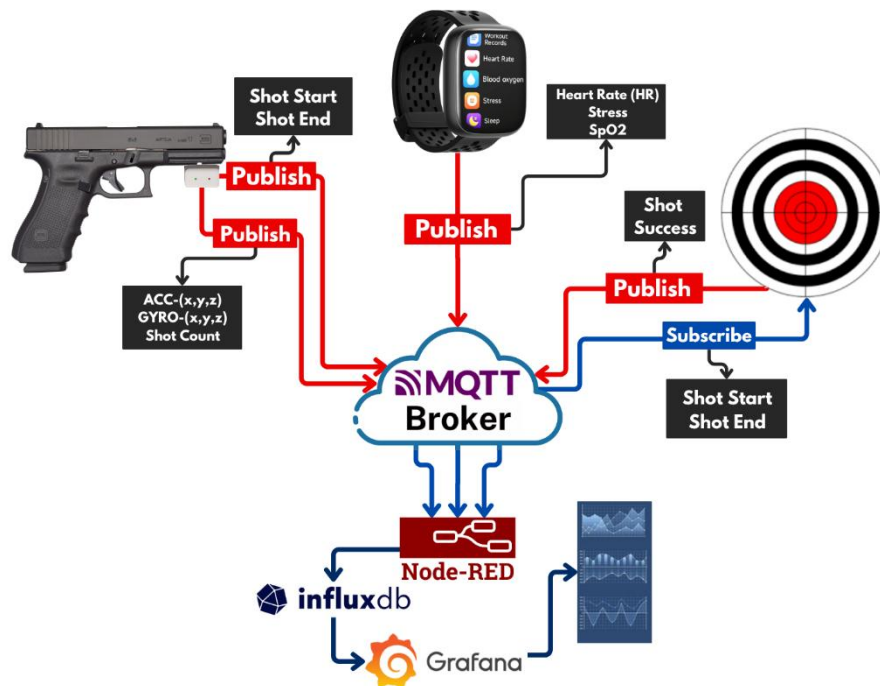 Shot Start
Shot End
Publish
Publish
ACC-(x,y,z)
GYRO-(x,y,z)
Shot Count
Workout
Records
Heart Rate
Blood oxygen
Stress
Sleep
Heart Rate (HR)
Stress
SpO2
Publish
Shot
Success
Publish
Subscribe
Shot Start
Shot End
MQTT
Broker
Node-RED
influxdb
Grafana